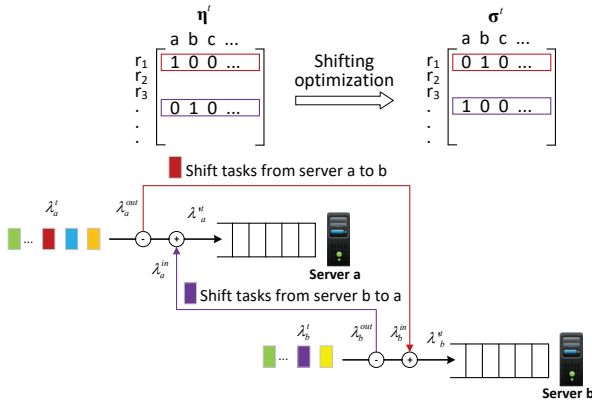 η^t σ^t
a b c ... a b c ...
r₁ 1 0 0 ... Shifting r₁ 0 1 0 ...
r₂ optimization r₂
r₃ r₃
. 0 1 0 ... . 1 0 0 ...
. .
. .
Shift tasks from server a to b
λ_a^t λ_a^out λ'_a^t
... - +
λ_a^in Server a
Shift tasks from server b to a
λ_b^t λ_b^out λ_b^in λ'_b^t
... - +
Server b